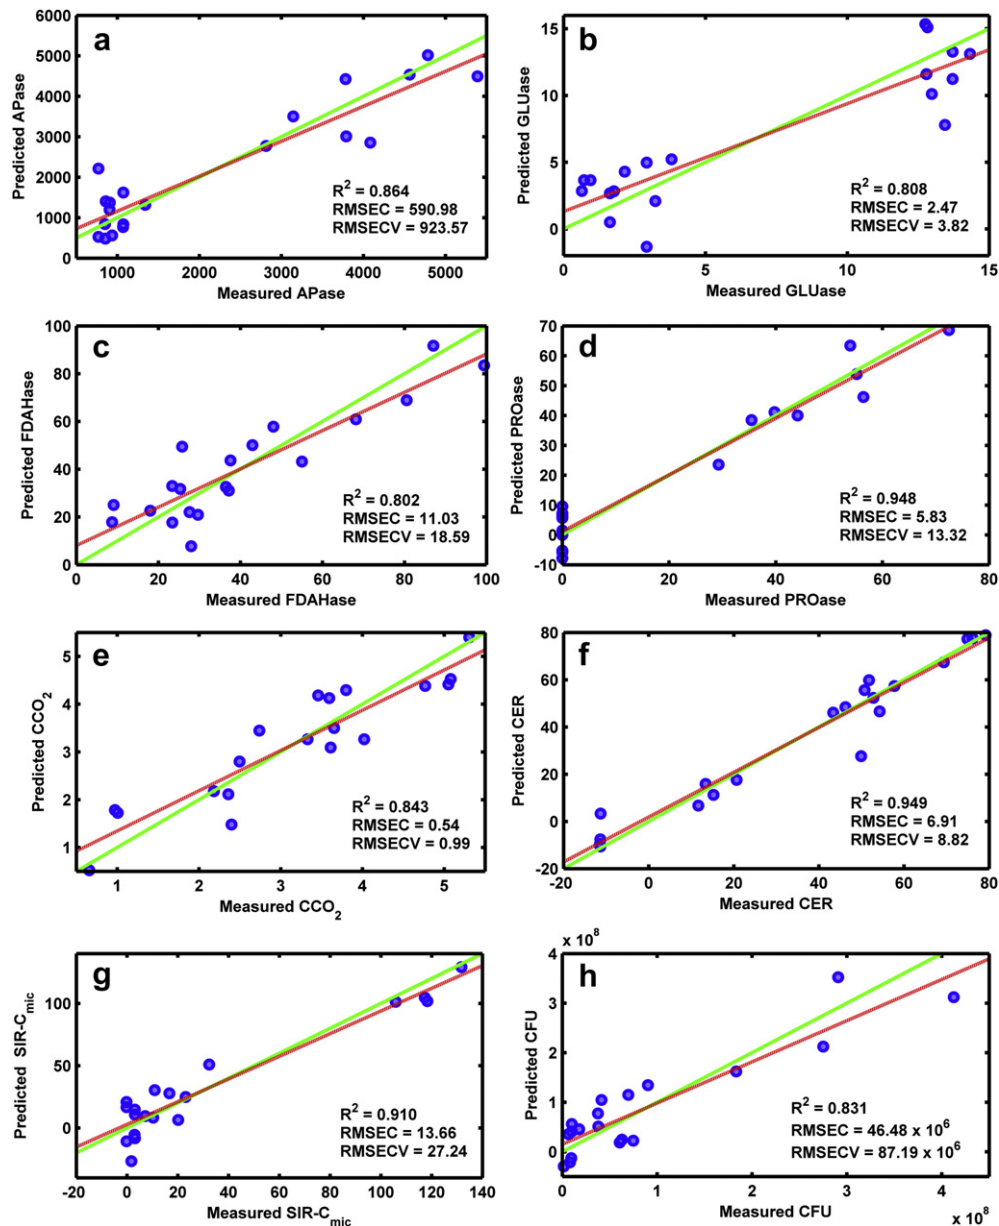 a
Predicted APase
6000
5000
4000
3000
2000
1000
0
R² = 0.864
RMSEC = 590.98
RMSECV = 923.57
1000 2000 3000 4000 5000
Measured APase
b
Predicted GLUase
15
10
5
0
R² = 0.808
RMSEC = 2.47
RMSECV = 3.82
0 5 10 15
Measured GLUase
c
Predicted FDAHase
100
80
60
40
20
0
R² = 0.802
RMSEC = 11.03
RMSECV = 18.59
0 20 40 60 80 100
Measured FDAHase
d
Predicted PROase
70
60
50
40
30
20
10
0
-10
R² = 0.948
RMSEC = 5.83
RMSECV = 13.32
0 20 40 60 80
Measured PROase
e
Predicted CCO₂
5
4
3
2
1
R² = 0.843
RMSEC = 0.54
RMSECV = 0.99
1 2 3 4 5
Measured CCO₂
f
Predicted CER
80
60
40
20
0
-20
R² = 0.949
RMSEC = 6.91
RMSECV = 8.82
-20 0 20 40 60 80
Measured CER
g
Predicted SIR-Cmic
100
50
0
R² = 0.910
RMSEC = 13.66
RMSECV = 27.24
-20 0 20 40 60 80 100 120 140
Measured SIR-Cmic
x 10⁸
h
Predicted CFU
4
3
2
1
0
R² = 0.831
RMSEC = 46.48 x 10⁶
RMSECV = 87.19 x 10⁶
0 1 2 3 4
Measured CFU
x 10⁸